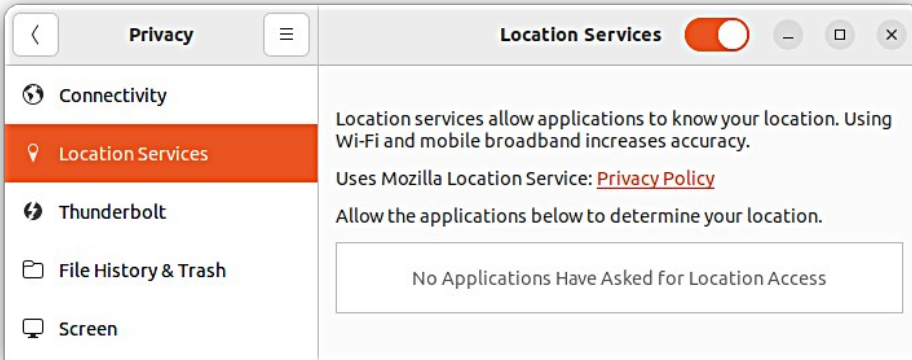 Privacy
Location Services
Connectivity
Location Services
Thunderbolt
File History & Trash
Screen
Location services allow applications to know your location. Using
Wi-Fi and mobile broadband increases accuracy.
Uses Mozilla Location Service: Privacy Policy
Allow the applications below to determine your location.
No Applications Have Asked for Location Access